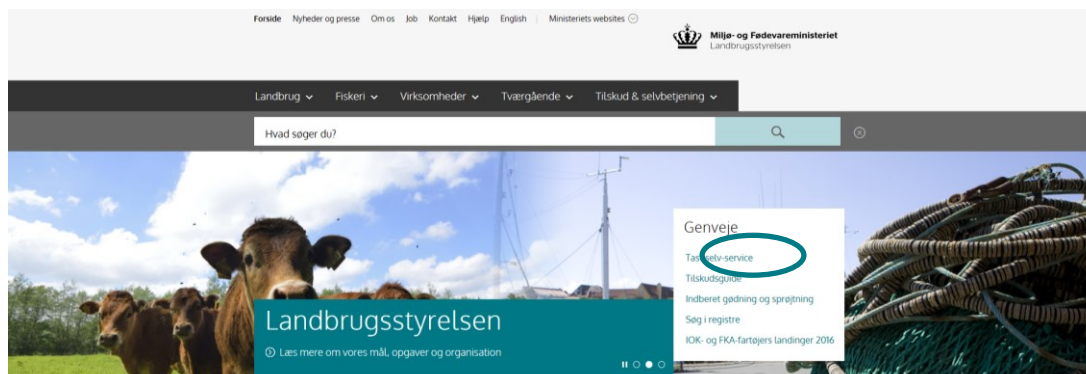 Forside Nyheder og presse Om os Job Kontakt Hjælp English Ministeriets websites
Miljø- og Fødevareministeriet
Landbrugsstyrelsen
Landbrug Fiskeri Virksomheder Tværgående Tilskud & selvbetjening
Hvad søger du?
Genveje
Tast selv-service
Tilskudsguide
Indberet gødning og sprøjtning
Søg i registre
IOK- og FKA-fartøjers landinger 2016
Landbrugsstyrelsen
Læs mere om vores mål, opgaver og organisation